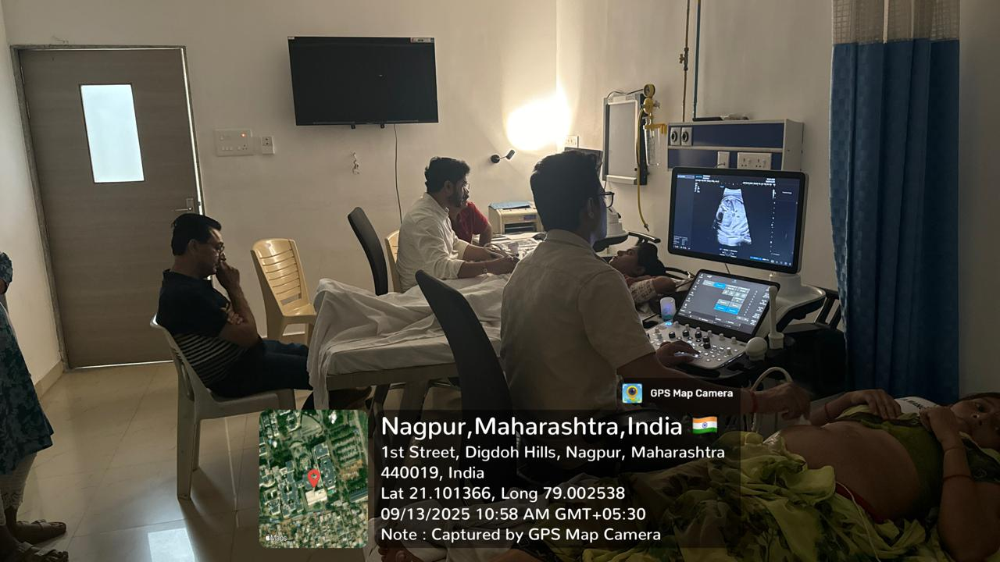 GPS Map Camera
Nagpur,Maharashtra,India
1st Street, Digdoh Hills, Nagpur, Maharashtra
440019, India
Lat 21.101366, Long 79.002538
09/13/2025 10:58 AM GMT+05:30
Note : Captured by GPS Map Camera
Maps